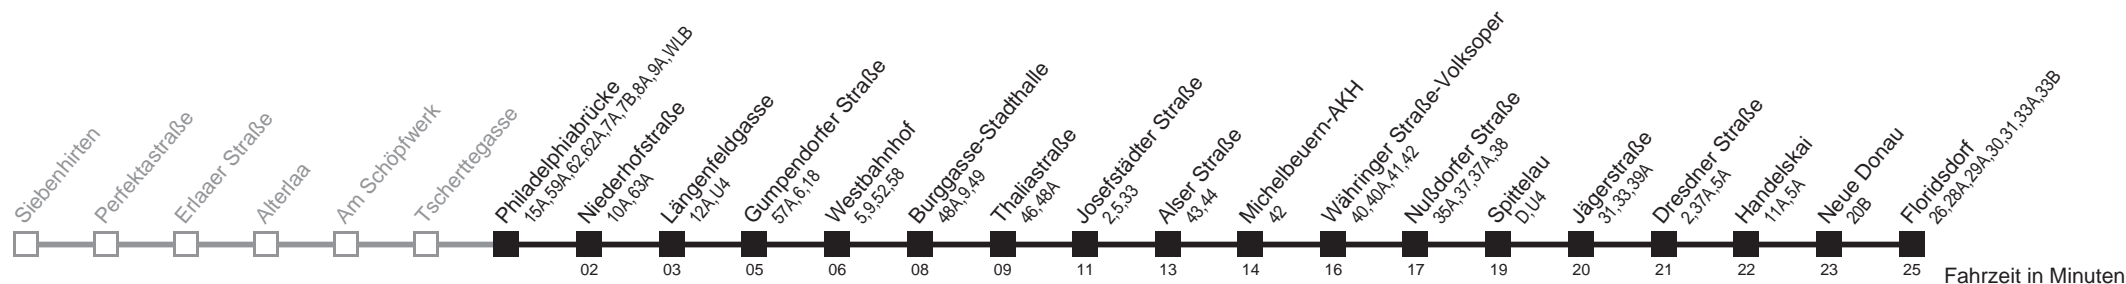 Siebenhirten
Perfektastraße
Erlaaer Straße
Alterlaa
Am Schöpfwerk
Tscherttegasse
Philadelphiabrücke
15A,59A,62,62A,7A,7B,8A,9A,WLB
Niederhofstraße
10A,63A
Längenfeldgasse
12A,U4
Gumpendorfer Straße
57A,6,18
Westbahnhof
5,9,52,58
Burggasse-Stadthalle
48A,9,49
Thaliastraße
46,48A
Josefstädter Straße
2,5,33
Alser Straße
43,44
Michelbeuern-AKH
42
Währinger Straße-Volksoper
40,40A,41,42
Nußdorfer Straße
35A,37,37A,38
Spittelau
D,U4
Jägerstraße
31,33,39A
Dresdner Straße
2,37A,5A
Handelskai
11A,5A
Neue Donau
20B
Floridsdorf
26,28A,29A,30,31,33A,33B
02 03 05 06 08 09 11 13 14 16 17 19 20 21 22 23 25
Fahrzeit in Minuten